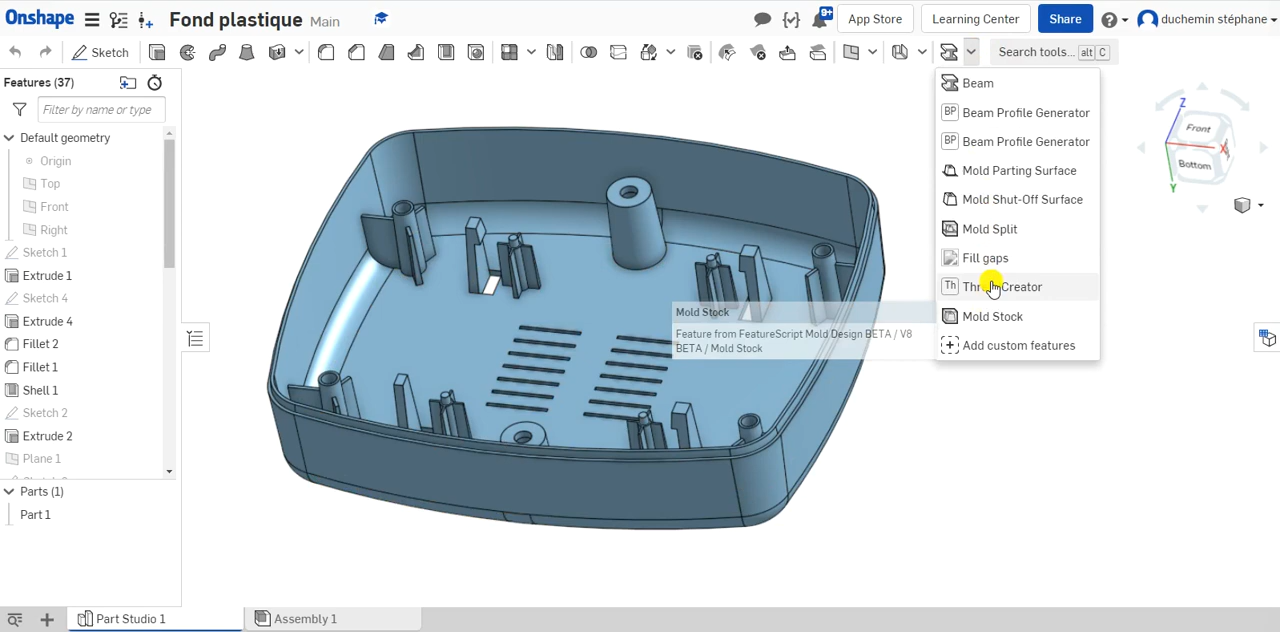 Onshape Fond plastique Main 9+ App Store Learning Center Share duchemin stéphane
Sketch Search tools... alt C
Features (37)
Filter by name or type
Default geometry
Origin
Top
Front
Right
Sketch 1
Extrude 1
Sketch 4
Extrude 4
Fillet 2
Fillet 1
Shell 1
Sketch 2
Extrude 2
Plane 1
Parts (1)
Part 1
Beam
BP Beam Profile Generator
BP Beam Profile Generator
Mold Parting Surface
Mold Shut-Off Surface
Mold Split
Fill gaps
Th Creator
Mold Stock
Add custom features
Mold Stock
Feature from FeatureScript Mold Design BETA / V8
BETA / Mold Stock
Z
Front
X
Bottom
Y
Part Studio 1 Assembly 1